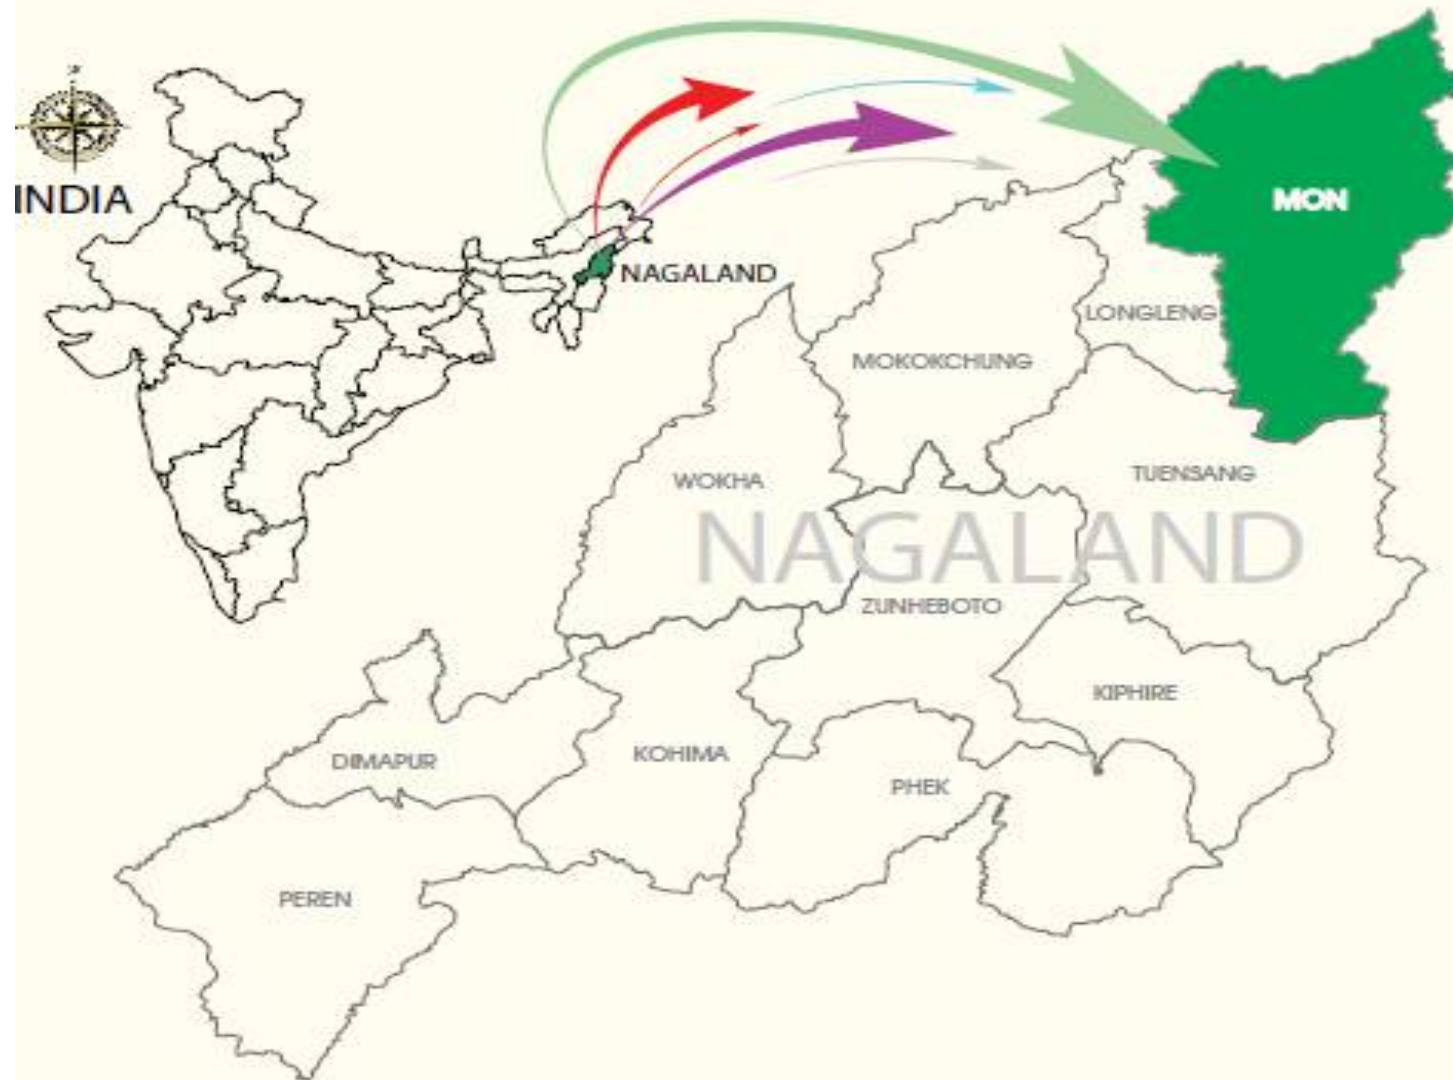 INDIA
MON
NAGALAND
LONGLENG
MOKOKCHUNG
TUENSANG
WOKHA
NAGALAND
ZUNHEBOTO
KIPHIRE
KOHIMA
DIMAPUR
PHEK
PEREN